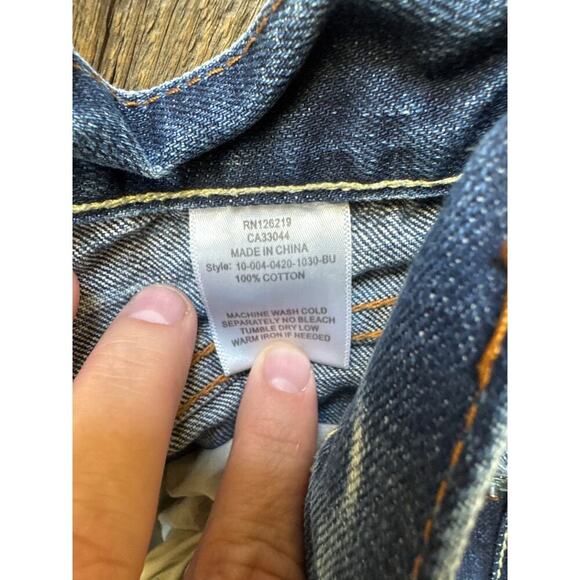 RN126219
CA33044
MADE IN CHINA
Style: 10-004-0420-1030-BU
100% COTTON
MACHINE WASH COLD
SEPARATELY NO BLEACH
TUMBLE DRY LOW
WARM IRON IF NEEDED